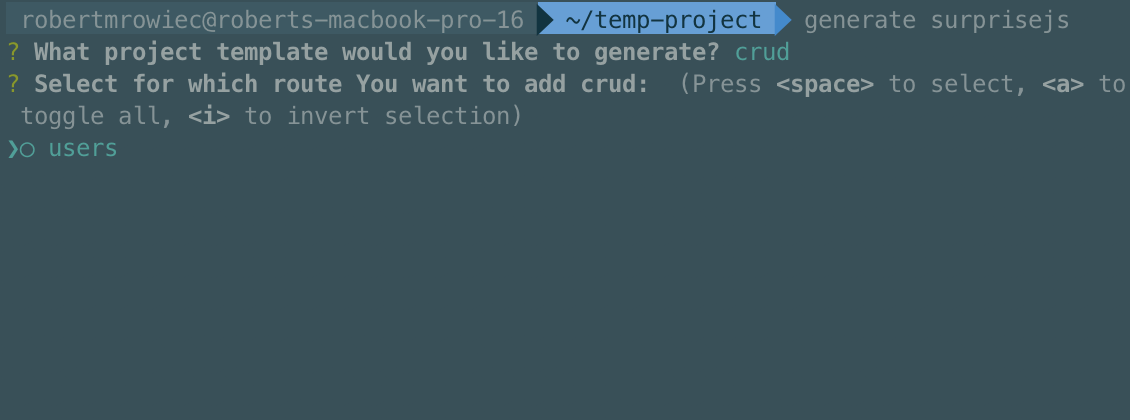 robertmrowiec@roberts-macbook-pro-16 ~/temp-project generate surprisejs
? What project template would you like to generate? crud
? Select for which route You want to add crud:  (Press <space> to select, <a> to
toggle all, <i> to invert selection)
❯◯ users